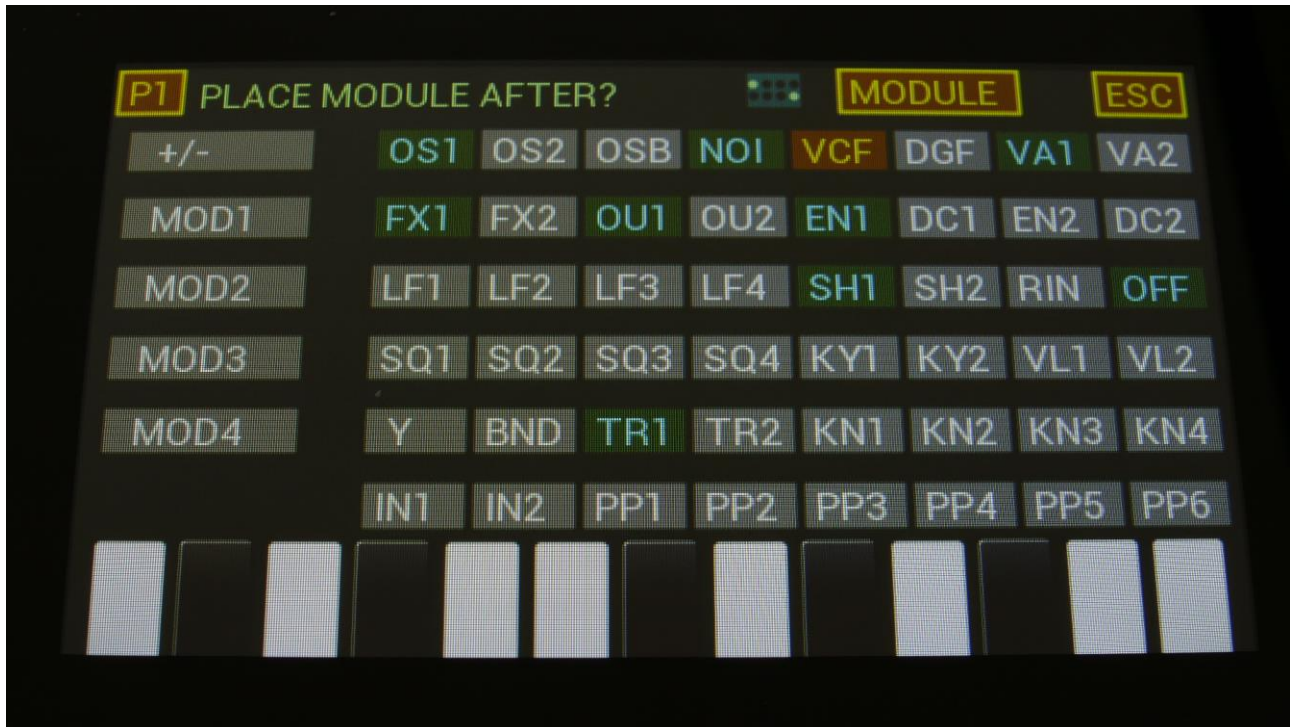 P1 PLACE MODULE AFTER? MODULE ESC
+/- OS1 OS2 OSB NOI VCF DGF VA1 VA2
MOD1 FX1 FX2 OU1 OU2 EN1 DC1 EN2 DC2
MOD2 LF1 LF2 LF3 LF4 SH1 SH2 RIN OFF
MOD3 SQ1 SQ2 SQ3 SQ4 KY1 KY2 VL1 VL2
MOD4 Y BND TR1 TR2 KN1 KN2 KN3 KN4
IN1 IN2 PP1 PP2 PP3 PP4 PP5 PP6